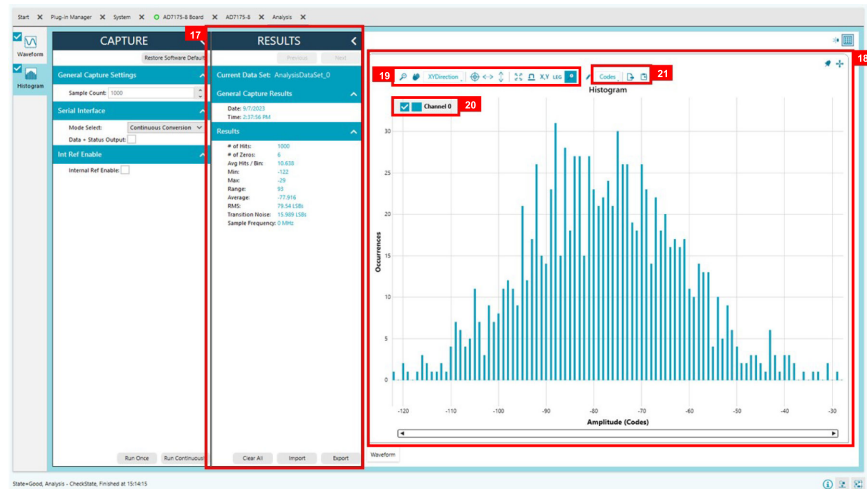 Start X Plug-in Manager X System X AD7175-8 Board X AD7175-8 X Analysis X
17
18
Waveform
Histogram
CAPTURE <
Restore Software Default
General Capture Settings
Sample Count: 1000
Serial Interface
Mode Select: Continuous Conversion
Data + Status Output:
Int Ref Enable
Internal Ref Enable:
Run Once Run Continuous
RESULTS <
Previous Next
Current Data Set: AnalysisDataSet_0
General Capture Results
Date: 9/7/2023
Time: 2:37:56 PM
Results
# of Hits: 1000
# of Zeros: 6
Avg Hits / Bin: 10.635
Min: -122
Max: -29
Range: 93
Average: -77.916
RMS: 79.54 LSBs
Transition Noise: 15.989 LSBs
Sample Frequency: 0 MHz
Clear All Import Export
19 XYDirection X,Y LEG Codes 21
Histogram
Channel 0 20
30
25
20
15
10
5
0
Occurrences
-120 -110 -100 -90 -80 -70 -60 -50 -40 -30
Amplitude (Codes)
Waveform
State=Good, Analysis - CheckState, Finished at 15:14:15